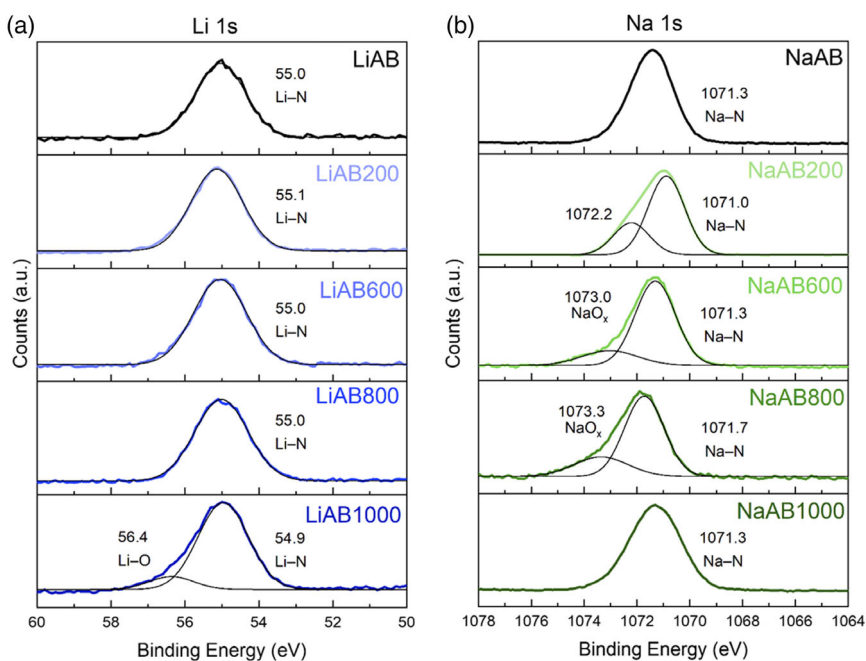 (a)
Li 1s
LiAB
55.0
Li–N
LiAB200
55.1
Li–N
LiAB600
55.0
Li–N
LiAB800
55.0
Li–N
LiAB1000
56.4
Li–O
54.9
Li–N
Counts (a.u.)
60 58 56 54 52 50
Binding Energy (eV)
(b)
Na 1s
NaAB
1071.3
Na–N
NaAB200
1072.2
1071.0
Na–N
NaAB600
1073.0
NaOₓ
1071.3
Na–N
NaAB800
1073.3
NaOₓ
1071.7
Na–N
NaAB1000
1071.3
Na–N
Counts (a.u.)
1078 1076 1074 1072 1070 1068 1066 1064
Binding Energy (eV)